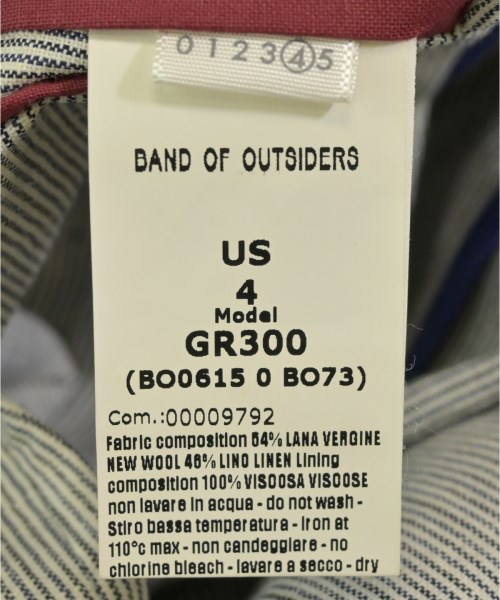 0 1 2 3 4 5
BAND OF OUTSIDERS
US
4
Model
GR300
(BO0615 0 BO73)
Com.:00009792
Fabric composition 54% LANA VERGINE
NEW WOOL 46% LINO LINEN Lining
composition 100% VISOOSA VISOOSE
non lavare in acqua - do not wash -
Stiro bassa temperatura - iron at
110°c max - non candeggiare - no
chlorine bleach - lavare a secco - dry